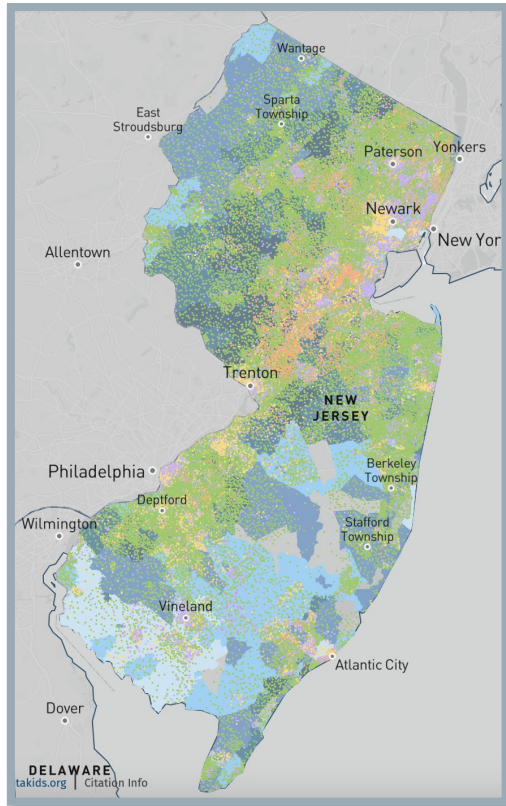 Wantage
Sparta
Township
East
Stroudsburg
Paterson
Yonkers
Newark
New Yor
Allentown
Trenton
NEW
JERSEY
Philadelphia
Berkeley
Township
Deptford
Wilmington
Stafford
Township
Vineland
Atlantic City
Dover
DELAWARE
takids.org | Citation Info